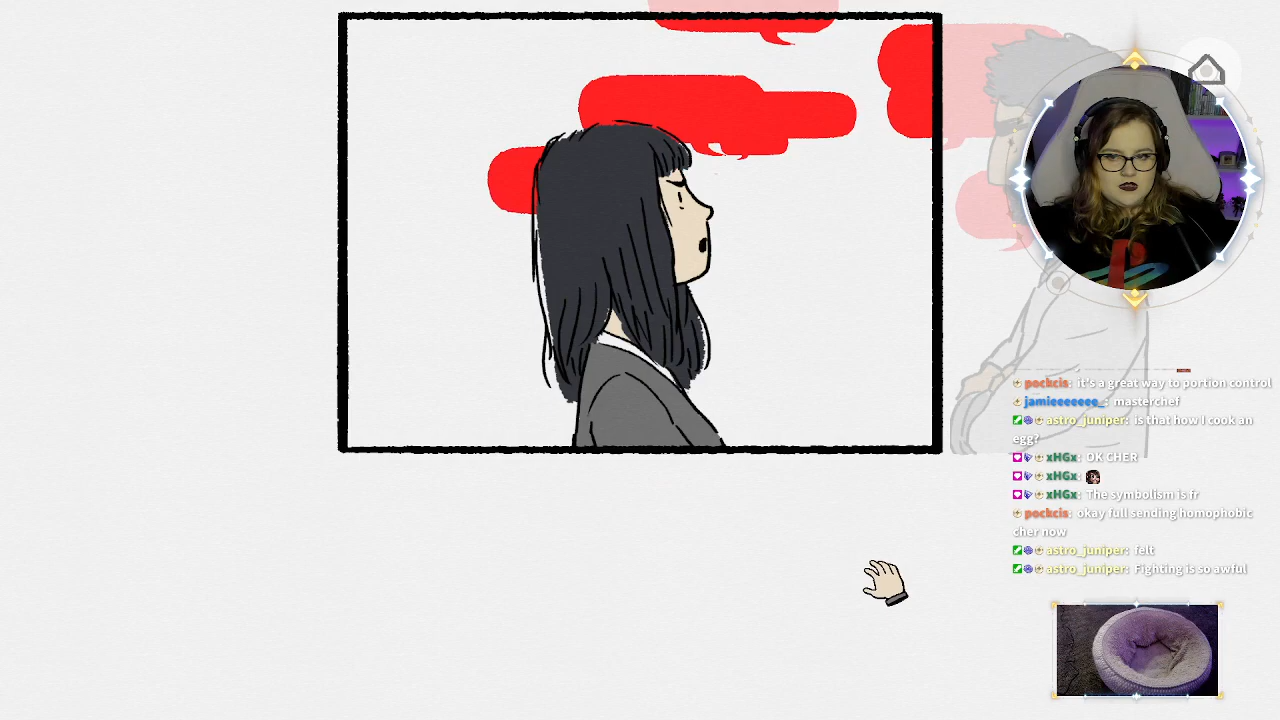 pockcis: it's a great way to portion control
jamieeeeeee_: masterchef
astro_juniper: is that how I cook an
egg?
xHGx: OK CHER
xHGx:
xHGx: The symbolism is fr
pockcis: okay full sending homophobic
cher now
astro_juniper: felt
astro_juniper: Fighting is so awful